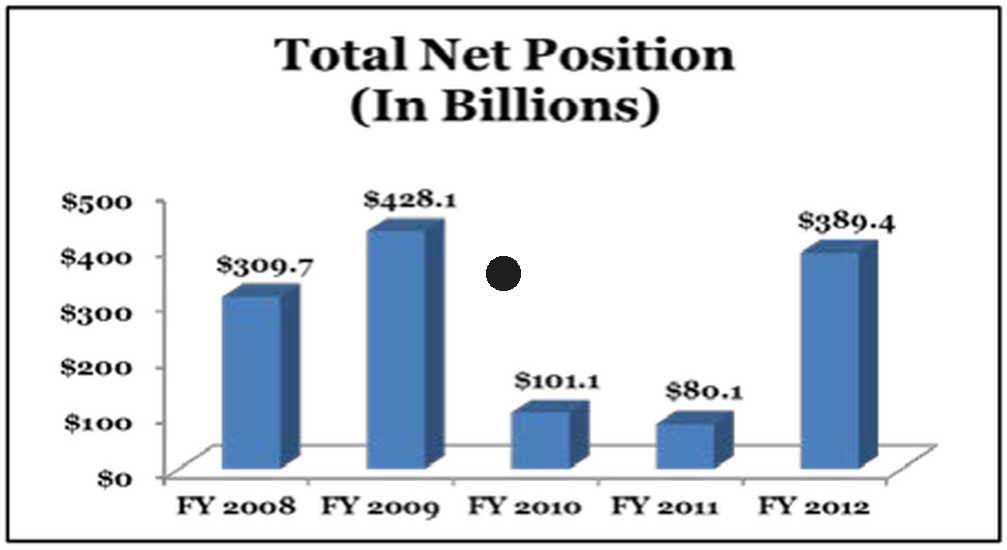 Total Net Position
(In Billions)
$500
$400
$300
$200
$100
$0
$309.7
$428.1
$101.1
$80.1
$389.4
FY 2008
FY 2009
FY 2010
FY 2011
FY 2012